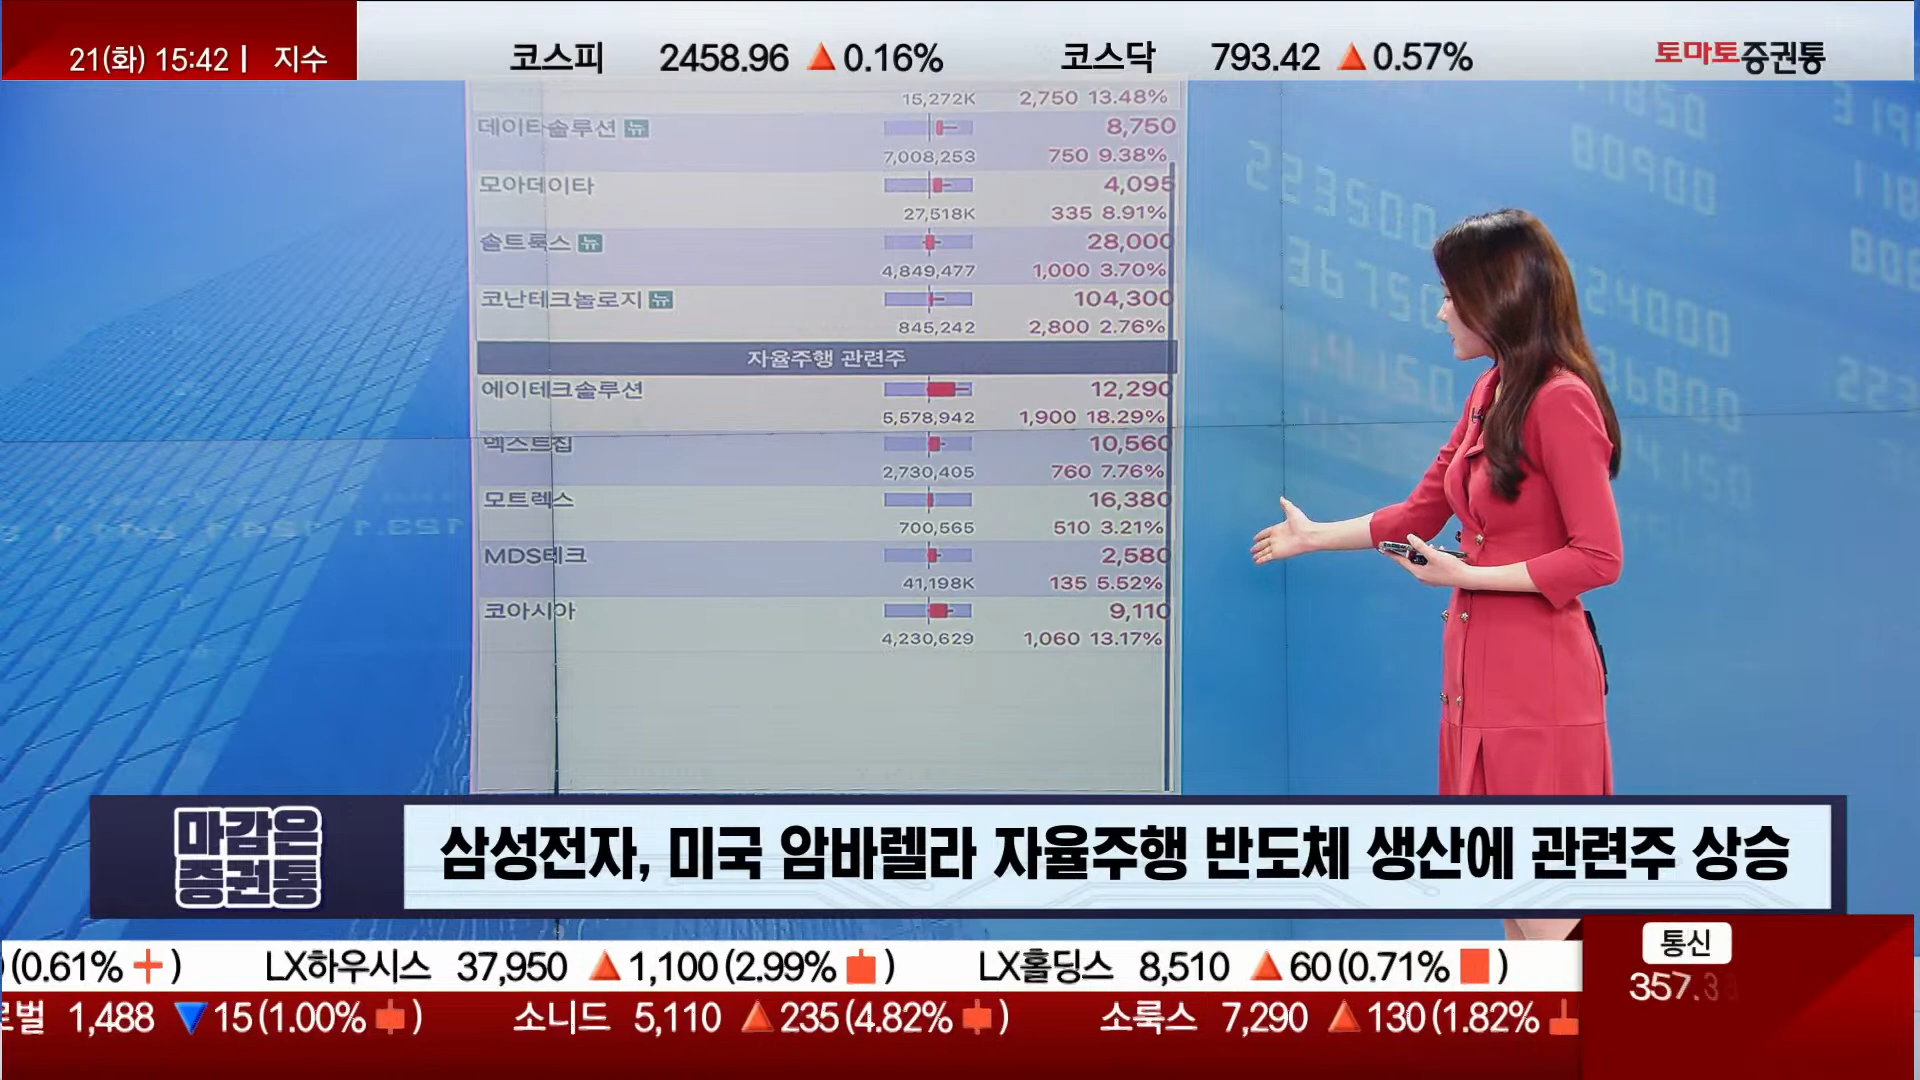 21(화) 15:42 | 지수
코스피 2458.96 ▲ 0.16% 코스닥 793.42 ▲ 0.57%
토마토증권통
15,272K 2,750 13.48%
데이타솔루션 뉴 8,750
7,008,253 750 9.38%
모아데이타 4,095
27,518K 335 8.91%
솔트룩스 뉴 28,000
4,849,477 1,000 3.70%
코난테크놀로지 뉴 104,300
845,242 2,800 2.76%
자율주행 관련주
에이테크솔루션 12,290
5,578,942 1,900 18.29%
넥스트칩 10,560
2,730,405 760 7.76%
모트렉스 16,380
700,565 510 3.21%
MDS테크 2,580
41,198K 135 5.52%
코아시아 9,110
4,230,629 1,060 13.17%
223500
367500
80900
24000
36800
마감은
증권통
삼성전자, 미국 암바렐라 자율주행 반도체 생산에 관련주 상승
(0.61% ) LX하우시스 37,950 ▲ 1,100 (2.99% ) LX홀딩스 8,510 ▲ 60 (0.71% )
로벌 1,488 ▼ 15 (1.00% ) 소니드 5,110 ▲ 235 (4.82% ) 소룩스 7,290 ▲ 130 (1.82%
통신
357.3